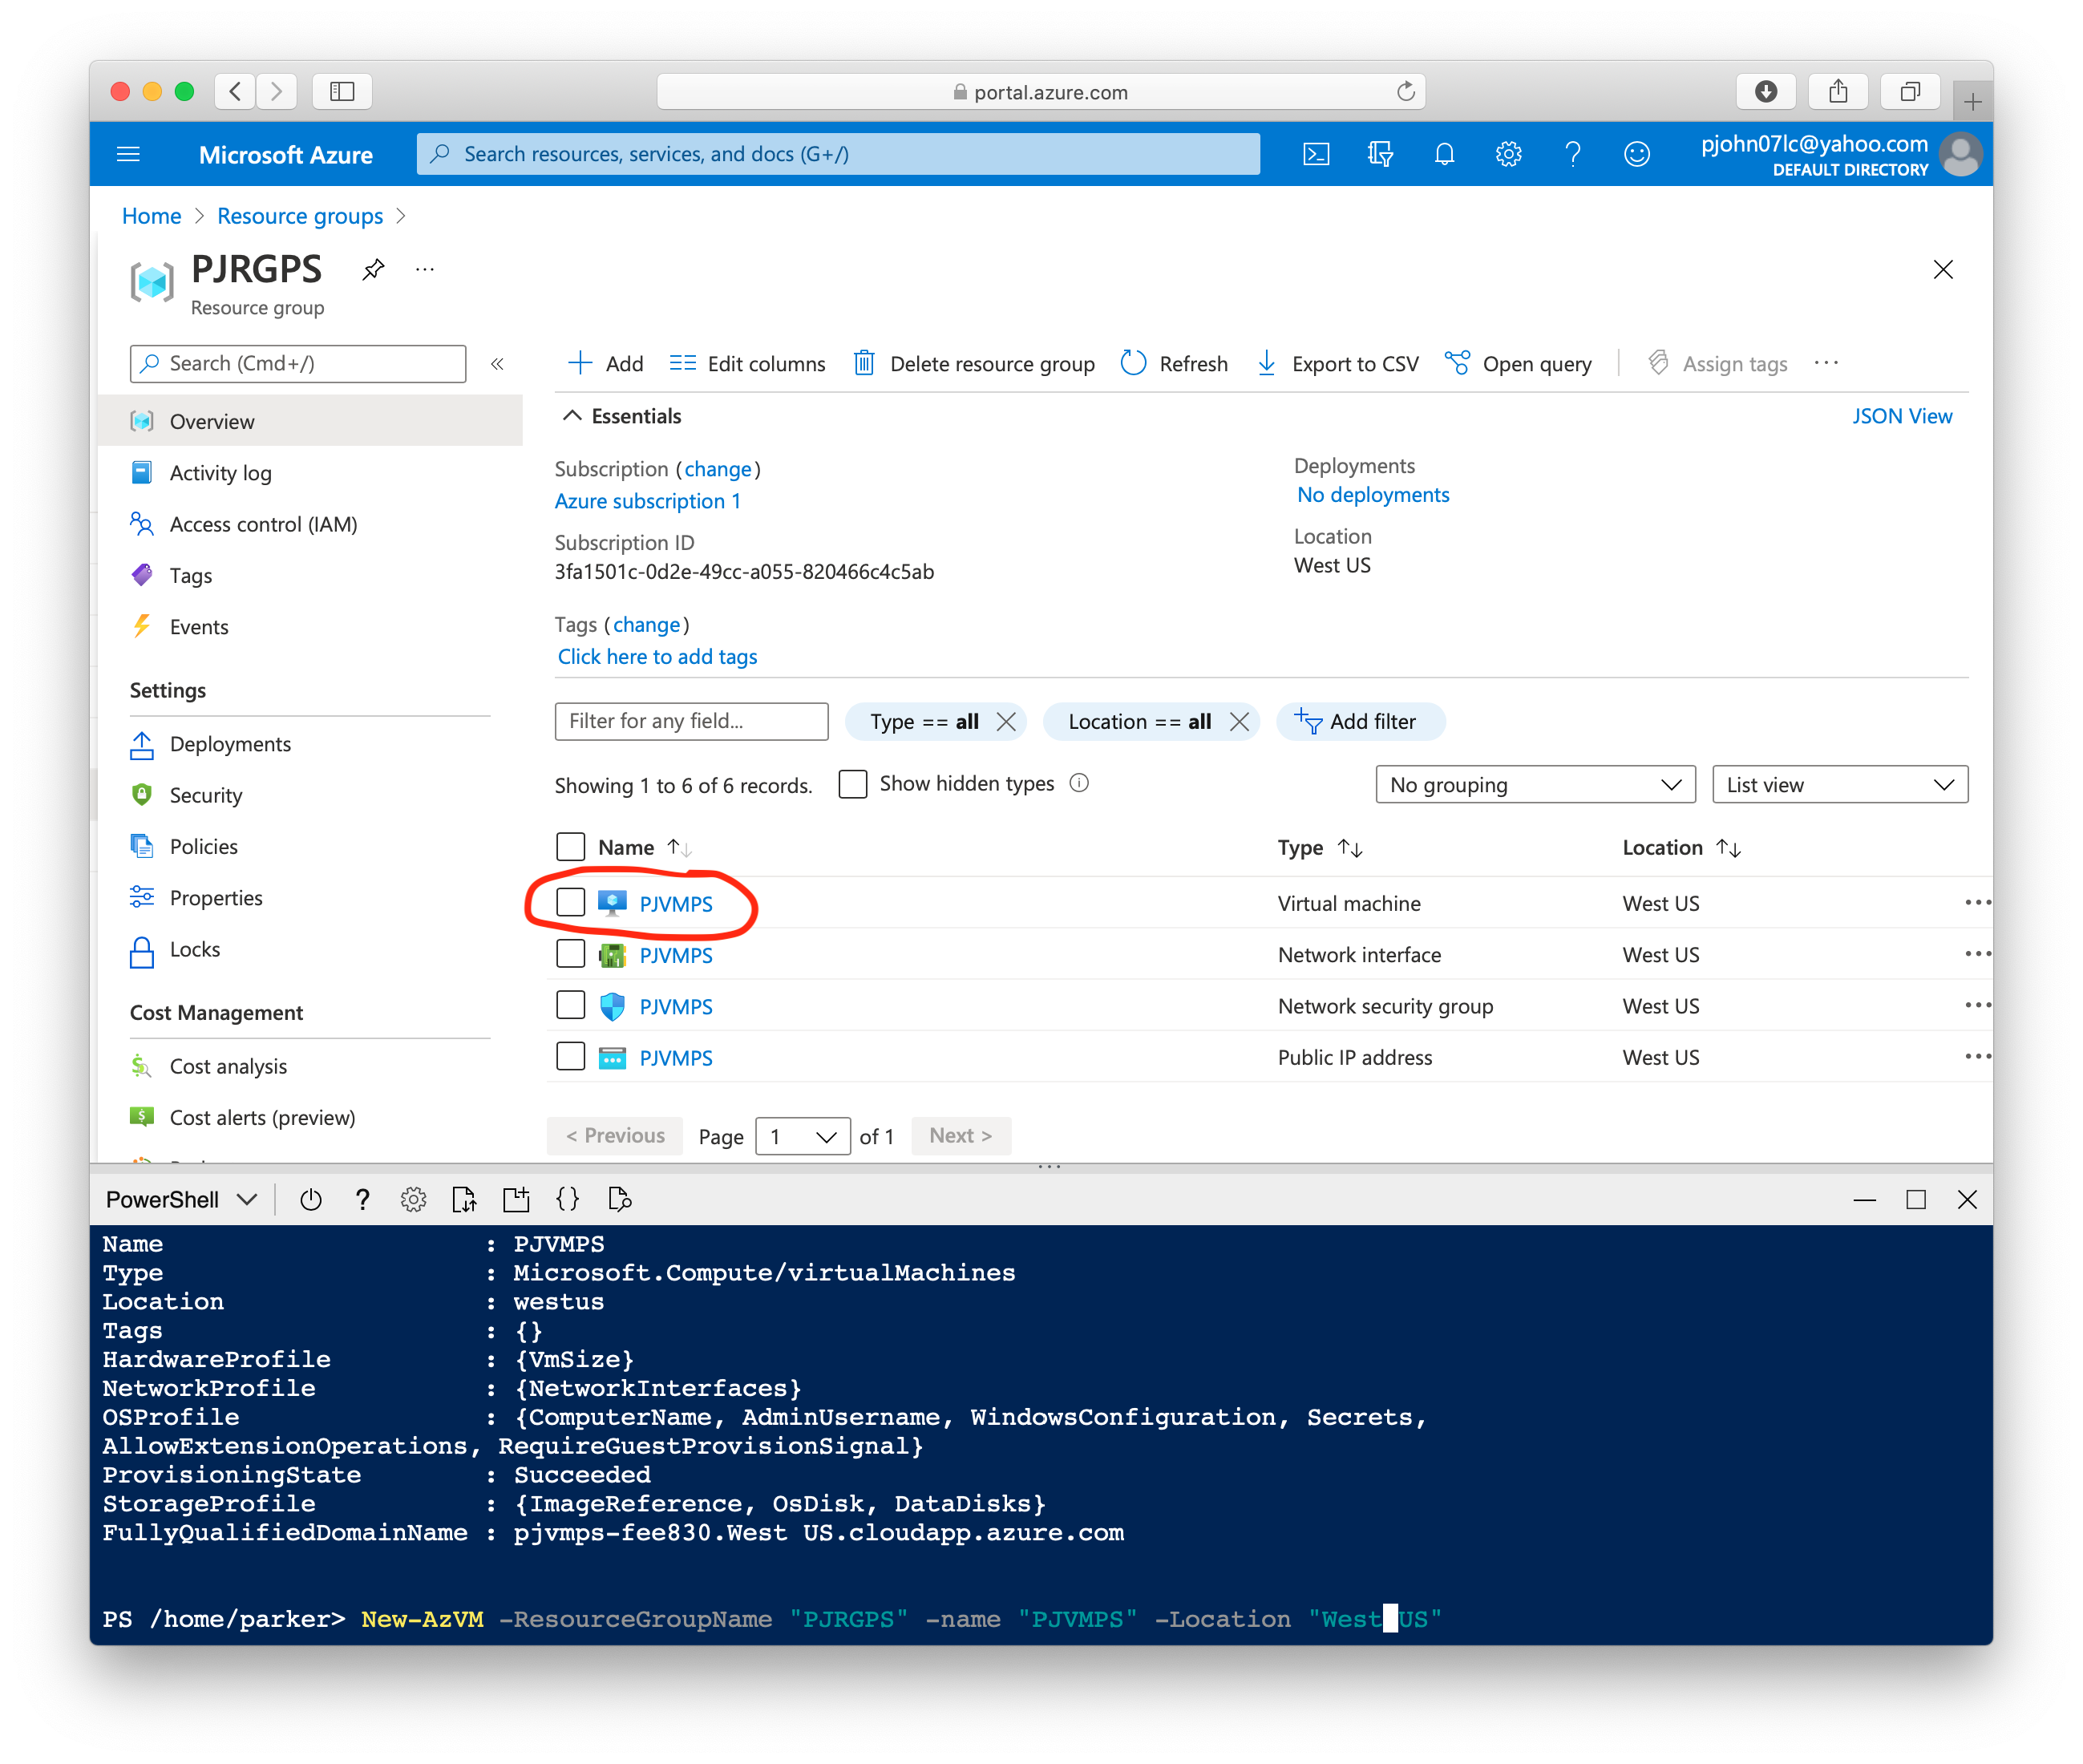 portal.azure.com
Microsoft Azure
Search resources, services, and docs (G+/)
pjohn07lc@yahoo.com
DEFAULT DIRECTORY
Home > Resource groups >
PJRGPS
Resource group
Search (Cmd+/)
Overview
Activity log
Access control (IAM)
Tags
Events
Settings
Deployments
Security
Policies
Properties
Locks
Cost Management
Cost analysis
Cost alerts (preview)
Add
Edit columns
Delete resource group
Refresh
Export to CSV
Open query
Assign tags
Essentials
JSON View
Subscription (change)
Azure subscription 1
Subscription ID
3fa1501c-0d2e-49cc-a055-820466c4c5ab
Tags (change)
Click here to add tags
Deployments
No deployments
Location
West US
Filter for any field...
Type == all
Location == all
Add filter
Showing 1 to 6 of 6 records.
Show hidden types
No grouping
List view
Name Type Location
PJVMPS Virtual machine West US
PJVMPS Network interface West US
PJVMPS Network security group West US
PJVMPS Public IP address West US
< Previous Page 1 of 1 Next >
PowerShell
Name : PJVMPS
Type : Microsoft.Compute/virtualMachines
Location : westus
Tags : {}
HardwareProfile : {VmSize}
NetworkProfile : {NetworkInterfaces}
OSProfile : {ComputerName, AdminUsername, WindowsConfiguration, Secrets,
AllowExtensionOperations, RequireGuestProvisionSignal}
ProvisioningState : Succeeded
StorageProfile : {ImageReference, OsDisk, DataDisks}
FullyQualifiedDomainName : pjvmps-fee830.West US.cloudapp.azure.com
PS /home/parker> New-AzVM -ResourceGroupName "PJRGPS" -name "PJVMPS" -Location "West US"